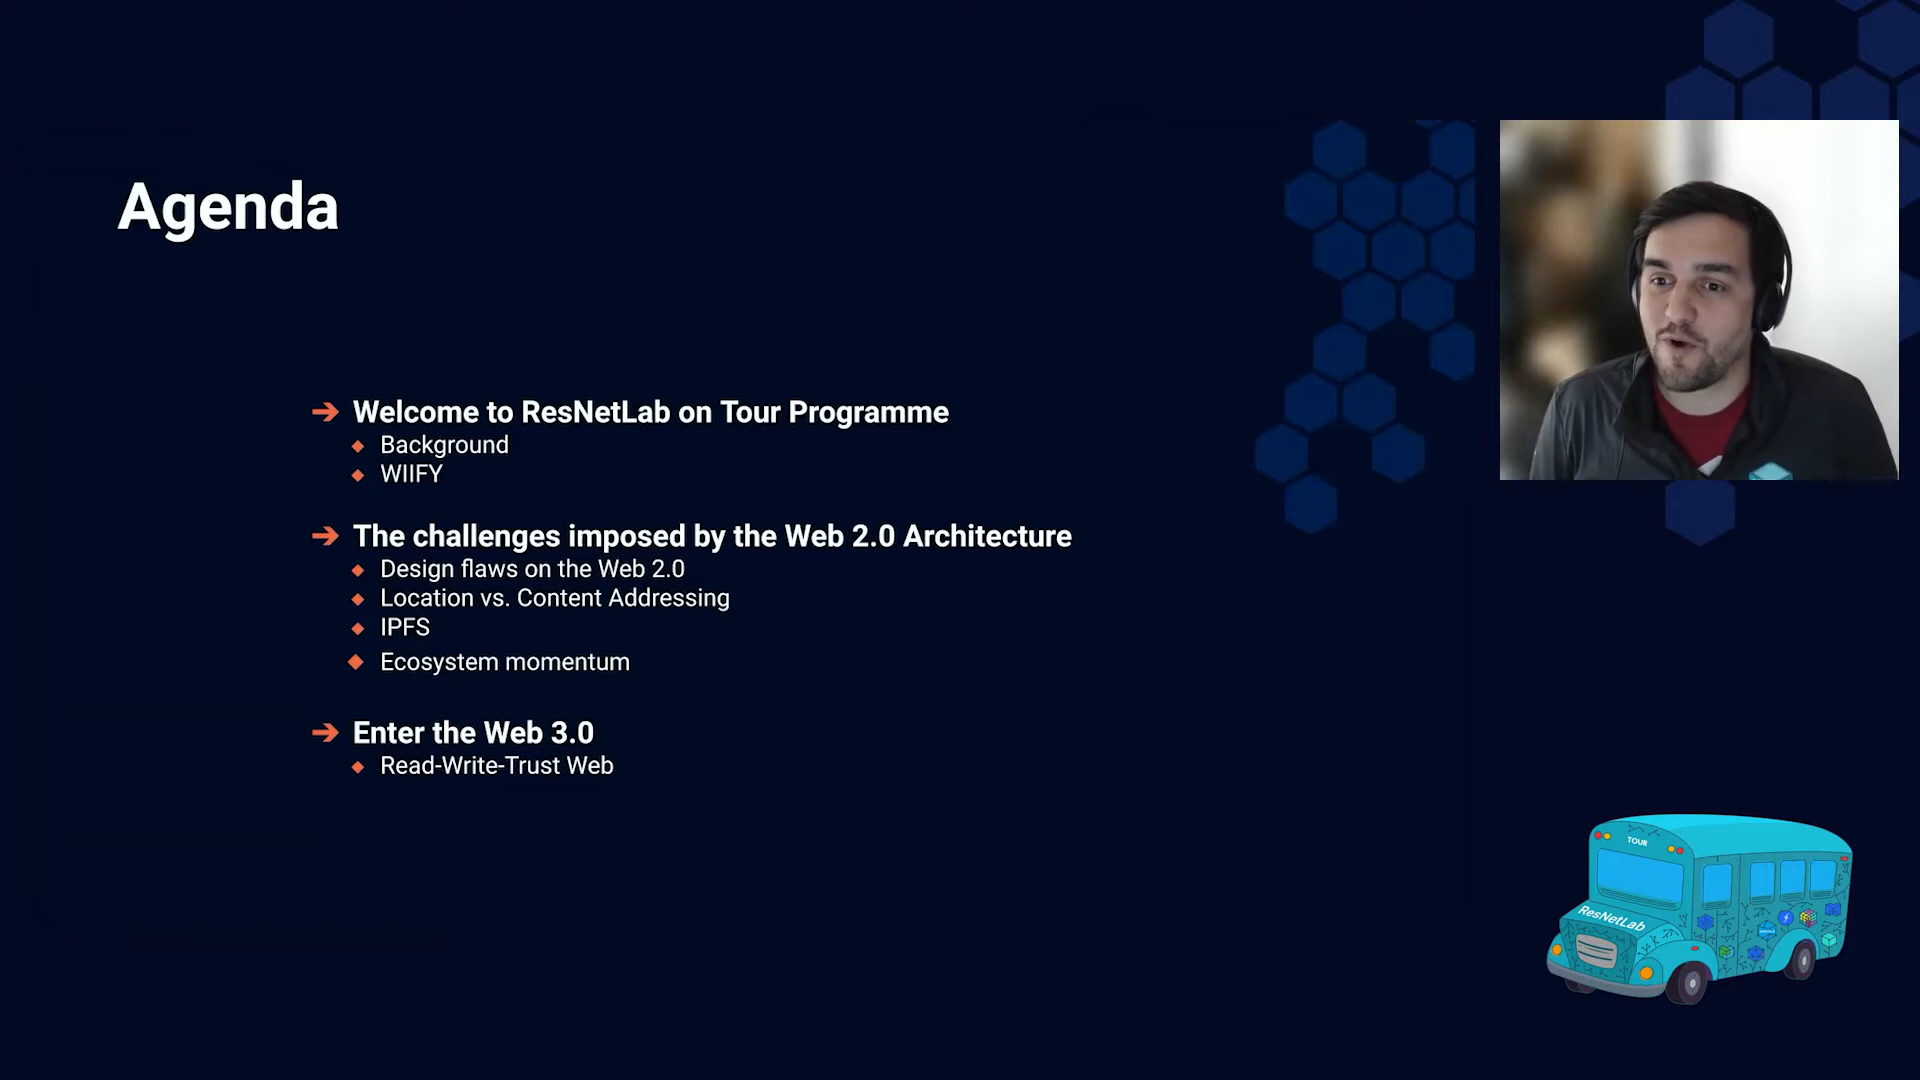 Agenda
Welcome to ResNetLab on Tour Programme
Background
WIIFY
The challenges imposed by the Web 2.0 Architecture
Design flaws on the Web 2.0
Location vs. Content Addressing
IPFS
Ecosystem momentum
Enter the Web 3.0
Read-Write-Trust Web
TOUR
ResNetLab